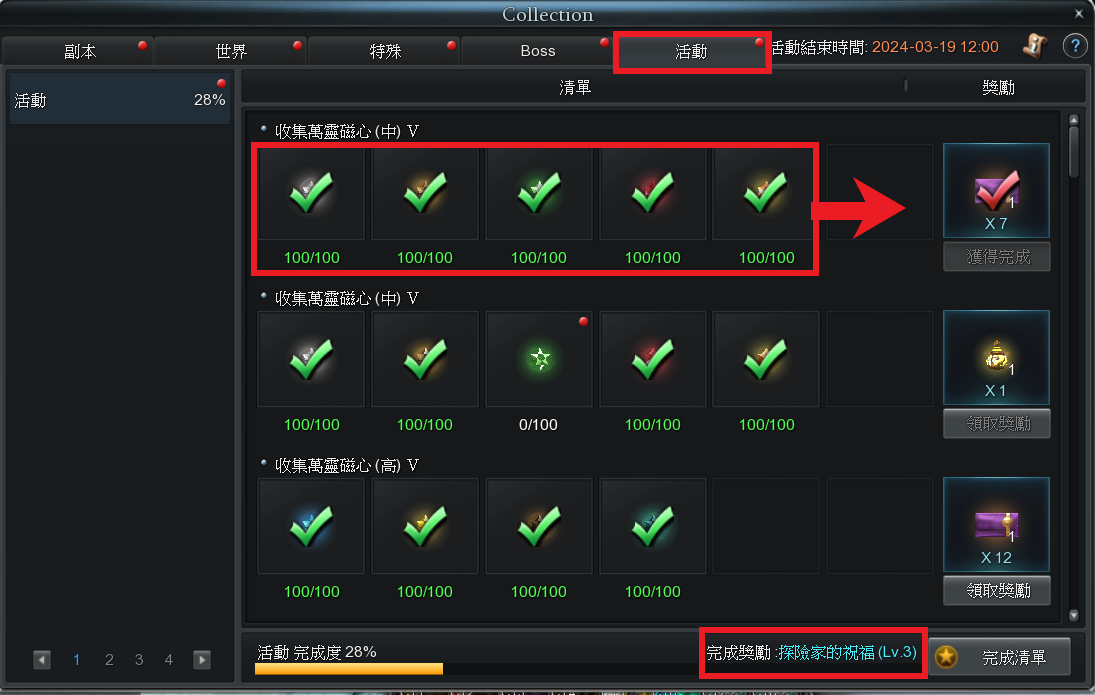 Collection
副本 世界 特殊 Boss 活動 活動結束時間: 2024-03-19 12:00 ?
活動 28%
清單 獎勵
收集萬靈磁心 (中) V
100/100 100/100 100/100 100/100 100/100
1
X 7
獲得完成
收集萬靈磁心 (中) V
100/100 100/100 0/100 100/100 100/100
1
X 1
領取獎勵
收集萬靈磁心 (高) V
100/100 100/100 100/100 100/100
1
X 12
領取獎勵
1 2 3 4
活動 完成度 28% 完成獎勵 :探險家的祝福 (Lv.3) 完成清單